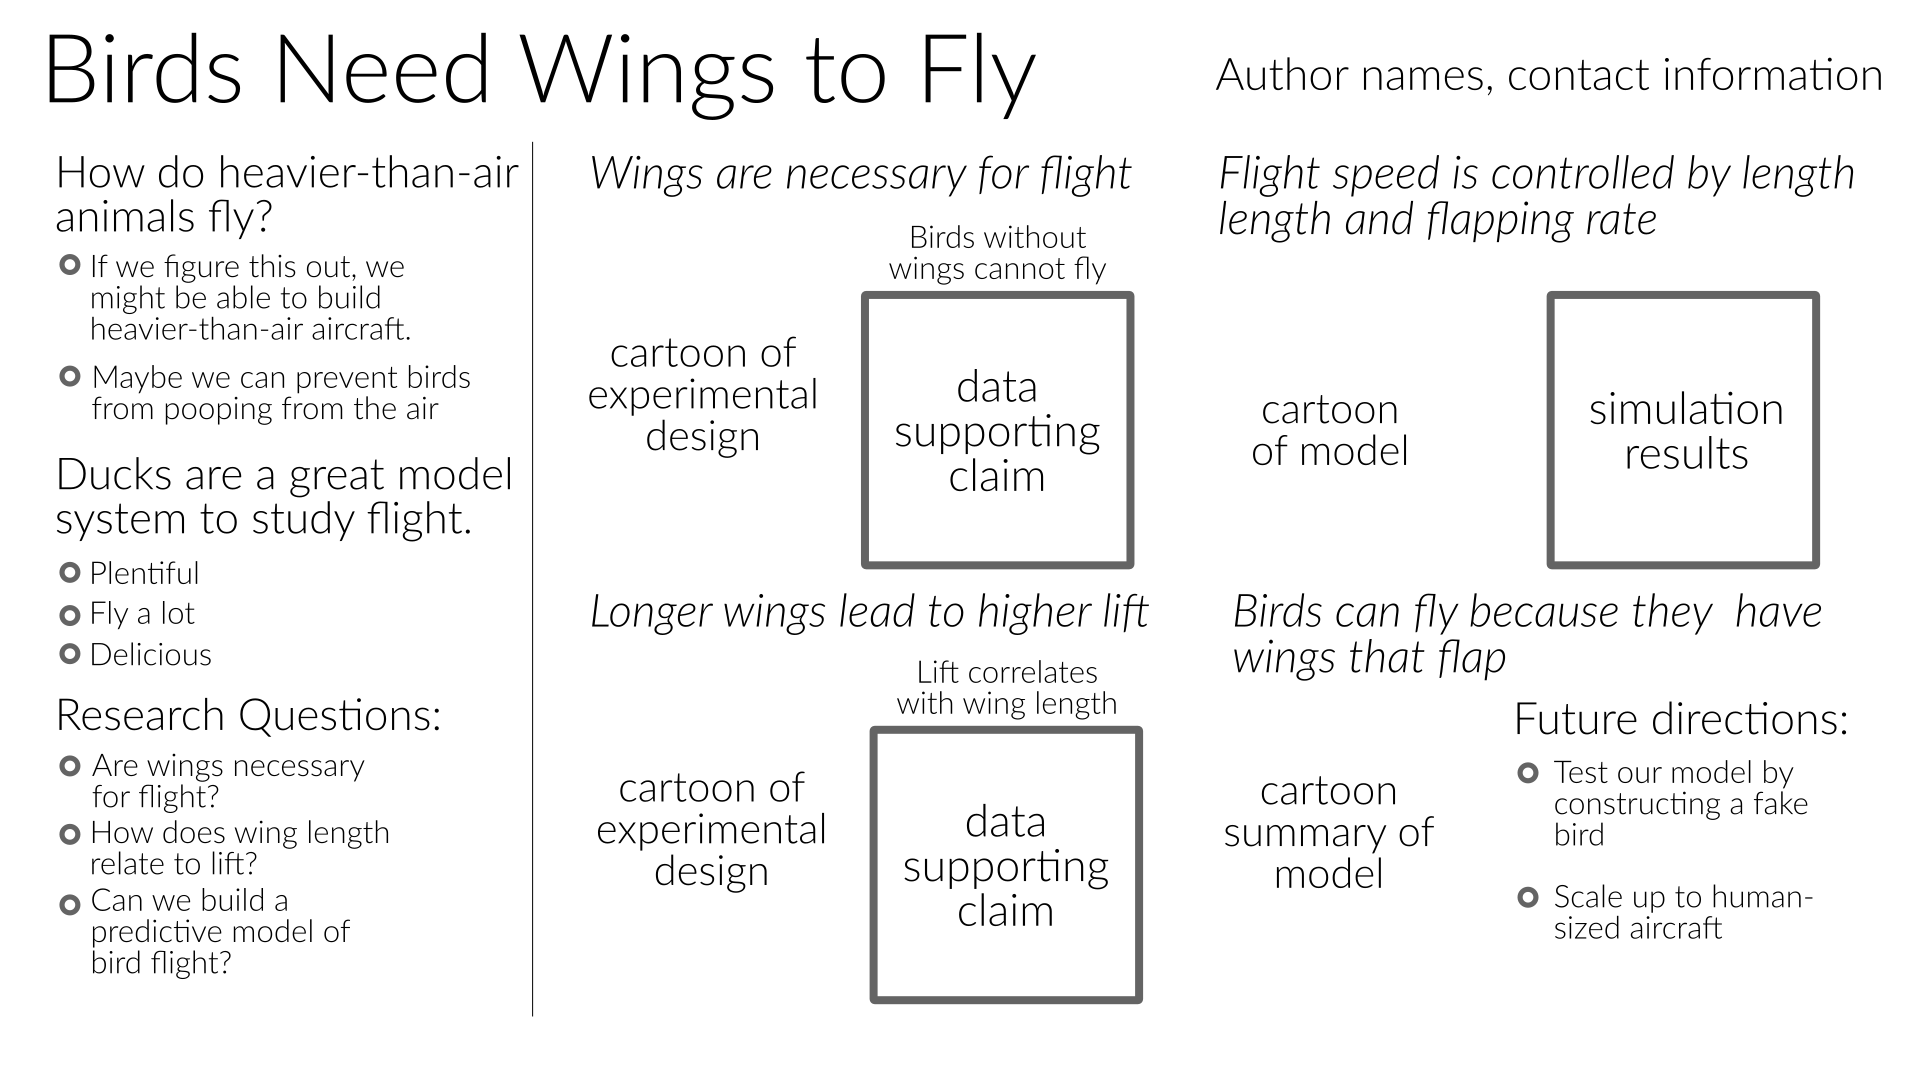 Birds Need Wings to Fly
Author names, contact information
How do heavier-than-air
animals fly?
If we figure this out, we
might be able to build
heavier-than-air aircraft.
Maybe we can prevent birds
from pooping from the air
Ducks are a great model
system to study flight.
Plentiful
Fly a lot
Delicious
Research Questions:
Are wings necessary
for flight?
How does wing length
relate to lift?
Can we build a
predictive model of
bird flight?
Wings are necessary for flight
Birds without
wings cannot fly
cartoon of
experimental
design
data
supporting
claim
Longer wings lead to higher lift
Lift correlates
with wing length
cartoon of
experimental
design
data
supporting
claim
Flight speed is controlled by length
length and flapping rate
cartoon
of model
simulation
results
Birds can fly because they  have
wings that flap
cartoon
summary of
model
Future directions:
Test our model by
constructing a fake
bird
Scale up to human-
sized aircraft